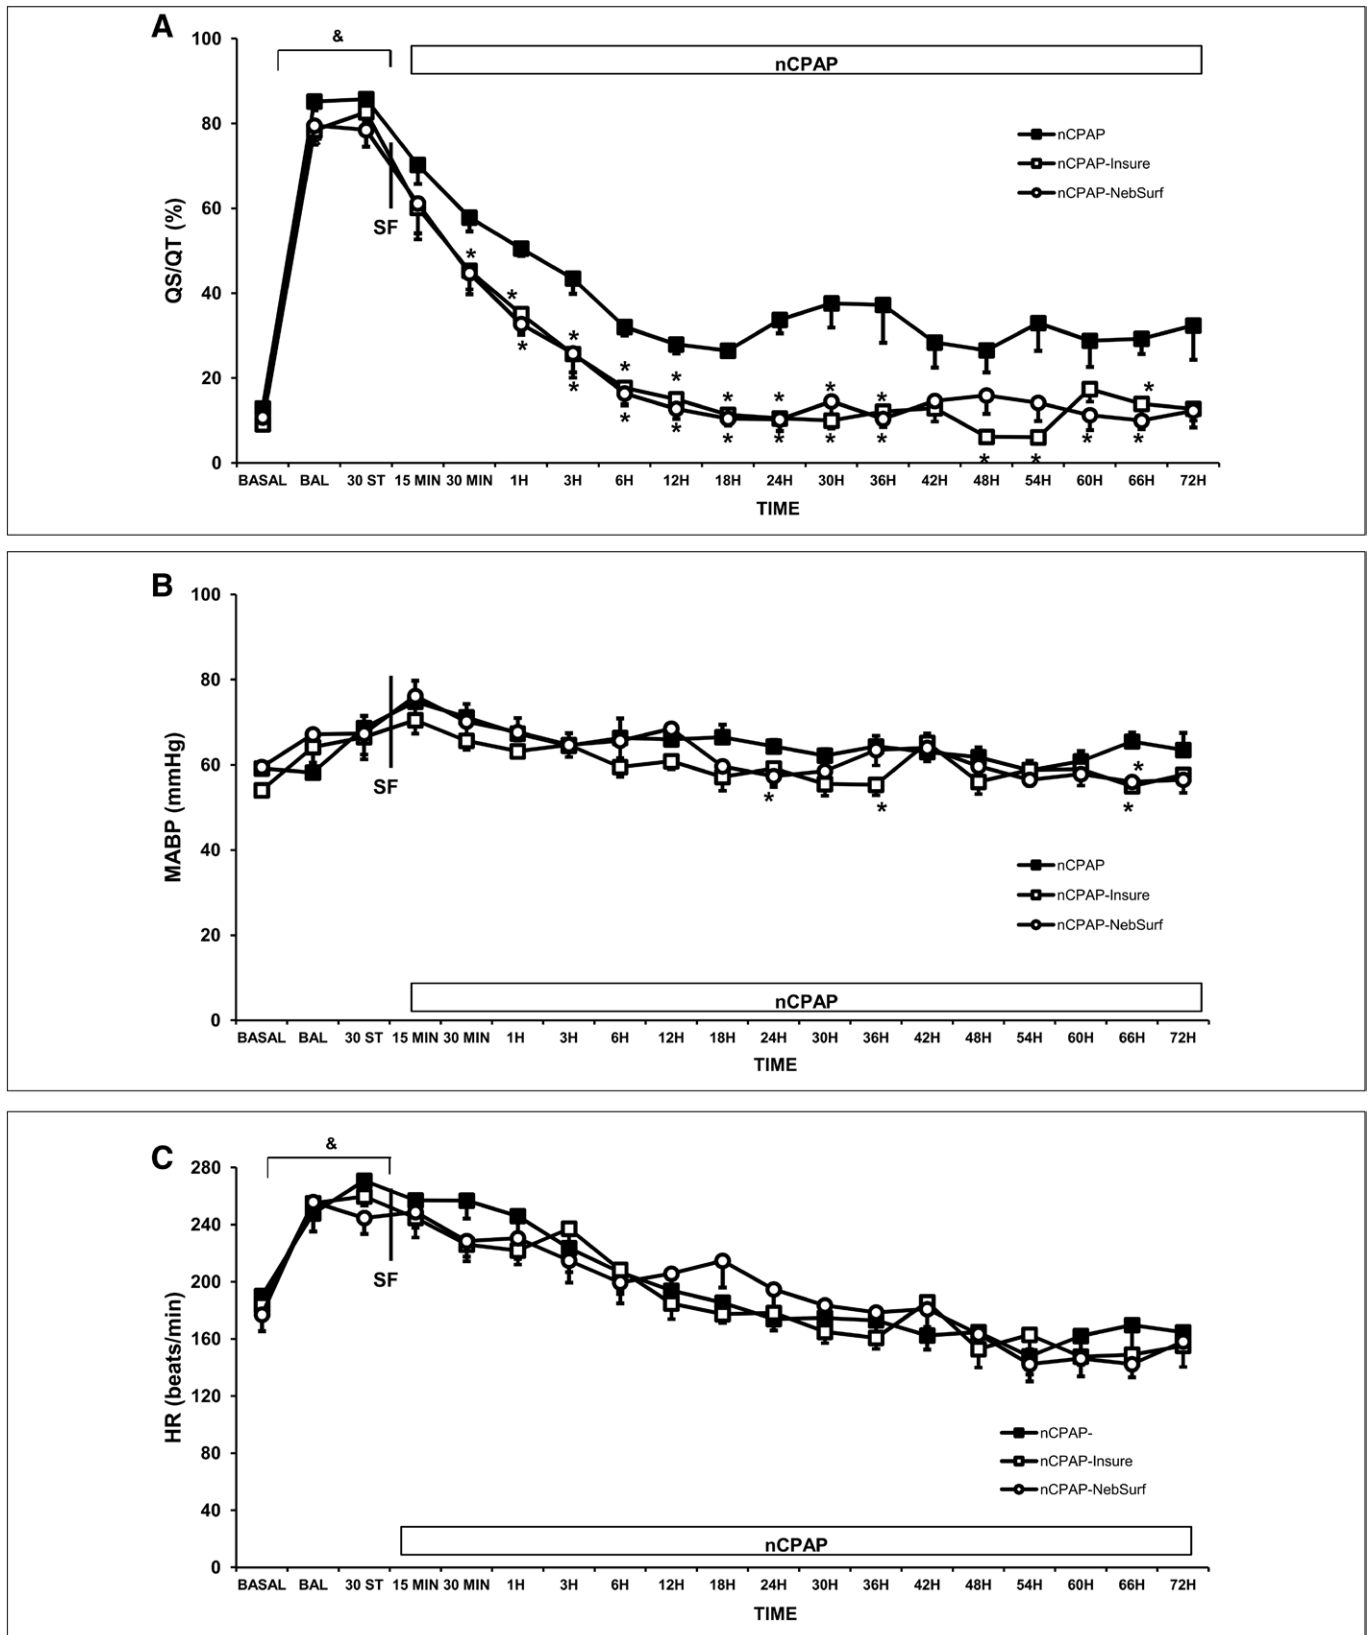 A
&
100
80
60
40
20
0
QS/QT (%)
nCPAP
nCPAP
nCPAP-Insure
nCPAP-NebSurf
SF
* * * * * * * * * * *
* * * * * * * * * * * *
BASAL BAL 30 ST 15 MIN 30 MIN 1H 3H 6H 12H 18H 24H 30H 36H 42H 48H 54H 60H 66H 72H
TIME
B
100
80
60
40
20
0
MABP (mmHg)
SF
* * * *
nCPAP
nCPAP-Insure
nCPAP-NebSurf
nCPAP
BASAL BAL 30 ST 15 MIN 30 MIN 1H 3H 6H 12H 18H 24H 30H 36H 42H 48H 54H 60H 66H 72H
TIME
C
&
280
240
200
160
120
80
40
0
HR (beats/min)
SF
nCPAP-
nCPAP-Insure
nCPAP-NebSurf
nCPAP
BASAL BAL 30 ST 15 MIN 30 MIN 1H 3H 6H 12H 18H 24H 30H 36H 42H 48H 54H 60H 66H 72H
TIME